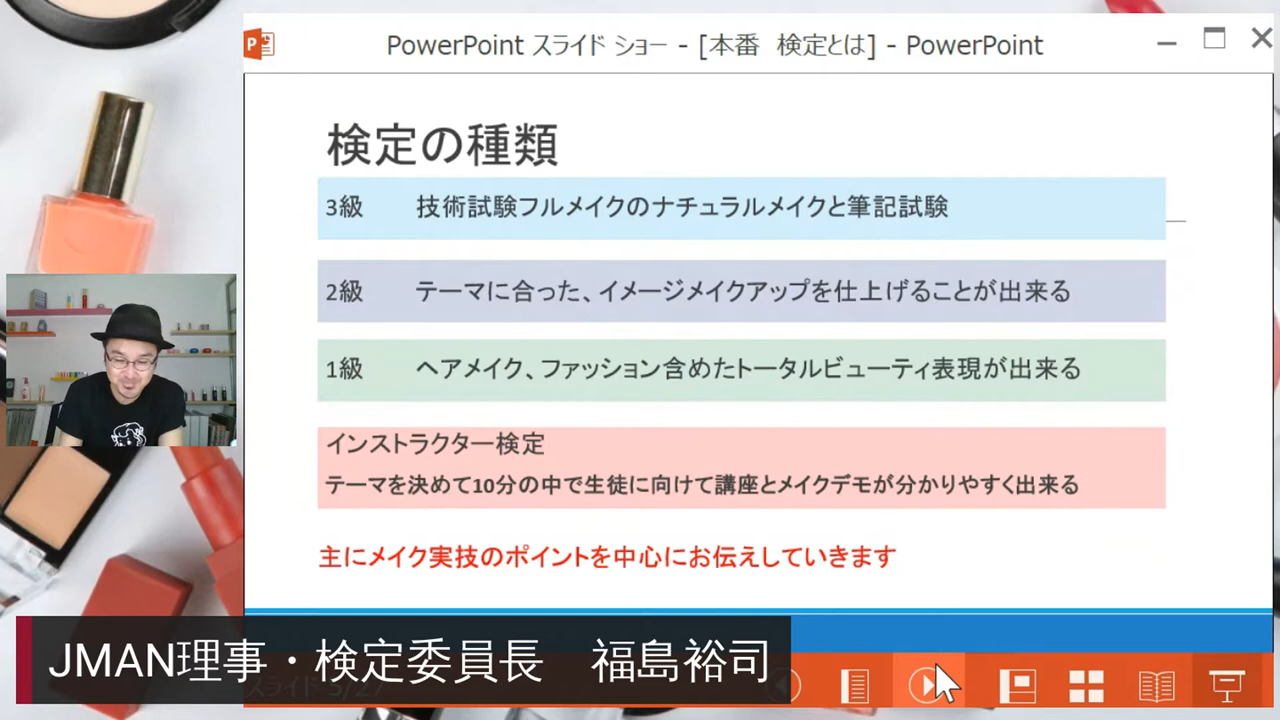 PowerPoint スライド ショー - [本番 検定とは] - PowerPoint
検定の種類
3級 技術試験フルメイクのナチュラルメイクと筆記試験
2級 テーマに合った、イメージメイクアップを仕上げることが出来る
1級 ヘアメイク、ファッション含めたトータルビューティ表現が出来る
インストラクター検定
テーマを決めて10分の中で生徒に向けて講座とメイクデモが分かりやすく出来る
主にメイク実技のポイントを中心にお伝えしていきます
JMAN理事・検定委員長 福島裕司